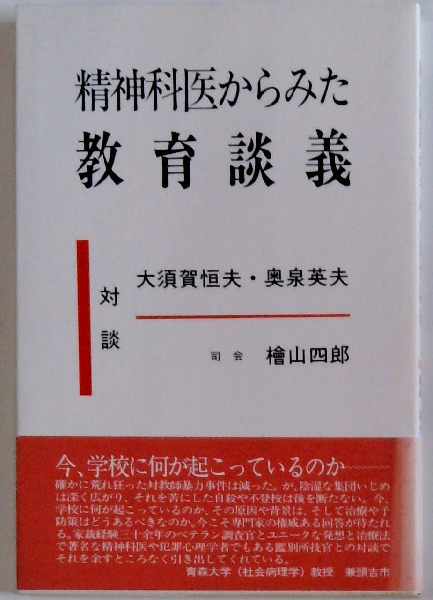 精神科医からみた
教育談義
対談
大須賀恒夫・奥泉英夫
司会 檜山四郎
今、学校に何が起こっているのか――
確かに荒れ狂った対教師暴力事件は減った。が、陰湿な集団いじめ
は深く広がり、それを苦にした自殺や不登校は後を断たない。今、
学校に何が起こっているのか、その原因や背景は、そして治療や予
防策はどうあるべきなのか。今こそ専門家の権威ある回答が待たれ
る。家裁経験三十余年のベテラン調査官とユニークな発想と治療法
で著名な精神科医や犯罪心理学者でもある鑑別所技官との対談で
それを余すところなく引き出してくれている。
青森大学（社会病理学）教授 兼頭吉市